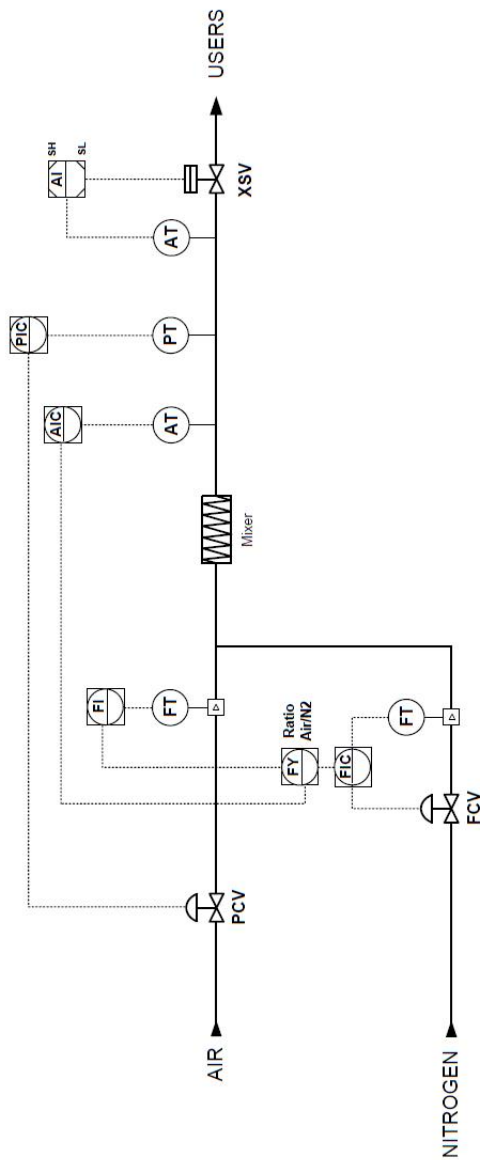 PIC
AI
SH
SL
AIC
FI
AT
PT
AT
FT
XSV
USERS
Mixer
Ratio
Air/N2
FY
FIC
FT
PCV
AIR
FCV
NITROGEN